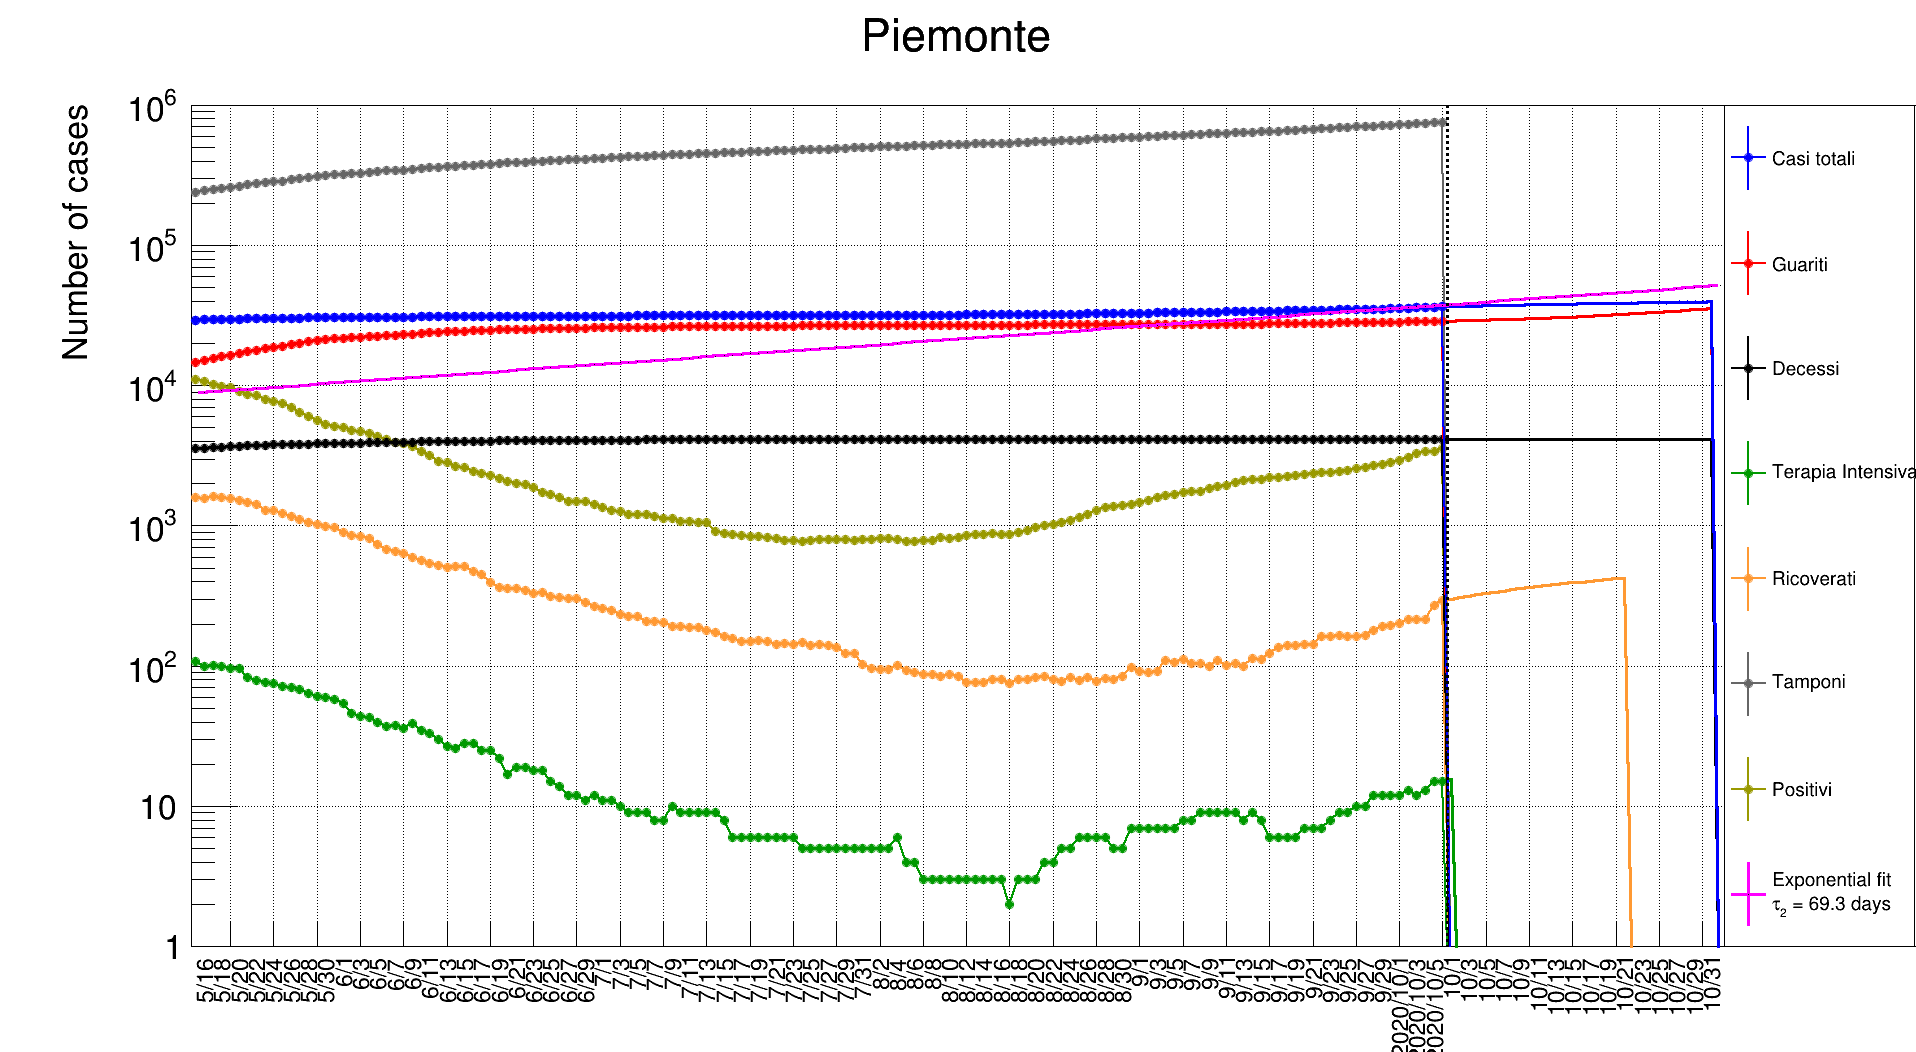 Piemonte
Number of cases
10^6
10^5
10^4
10^3
10^2
10
1
5/16 5/18 5/20 5/22 5/24 5/26 5/28 5/30 6/1 6/3 6/5 6/7 6/9 6/11 6/13 6/15 6/17 6/19 6/21 6/23 6/25 6/27 6/29 7/1 7/3 7/5 7/7 7/9 7/11 7/13 7/15 7/17 7/19 7/21 7/23 7/25 7/27 7/29 7/31 8/2 8/4 8/6 8/8 8/10 8/12 8/14 8/16 8/18 8/20 8/22 8/24 8/26 8/28 8/30 9/1 9/3 9/5 9/7 9/9 9/11 9/13 9/15 9/17 9/19 9/21 9/23 9/25 9/27 9/29 2020/10/1 2020/10/3 2020/10/5 10/1 10/3 10/5 10/7 10/9 10/11 10/13 10/15 10/17 10/19 10/21 10/23 10/25 10/27 10/29 10/31
Casi totali
Guariti
Decessi
Terapia Intensiva
Ricoverati
Tamponi
Positivi
Exponential fit
τ2 = 69.3 days